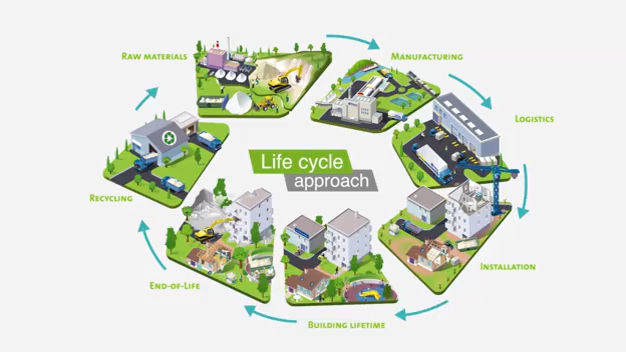 Raw materials
Manufacturing
Logistics
Life cycle
approach
Recycling
Installation
End-of-Life
Building lifetime